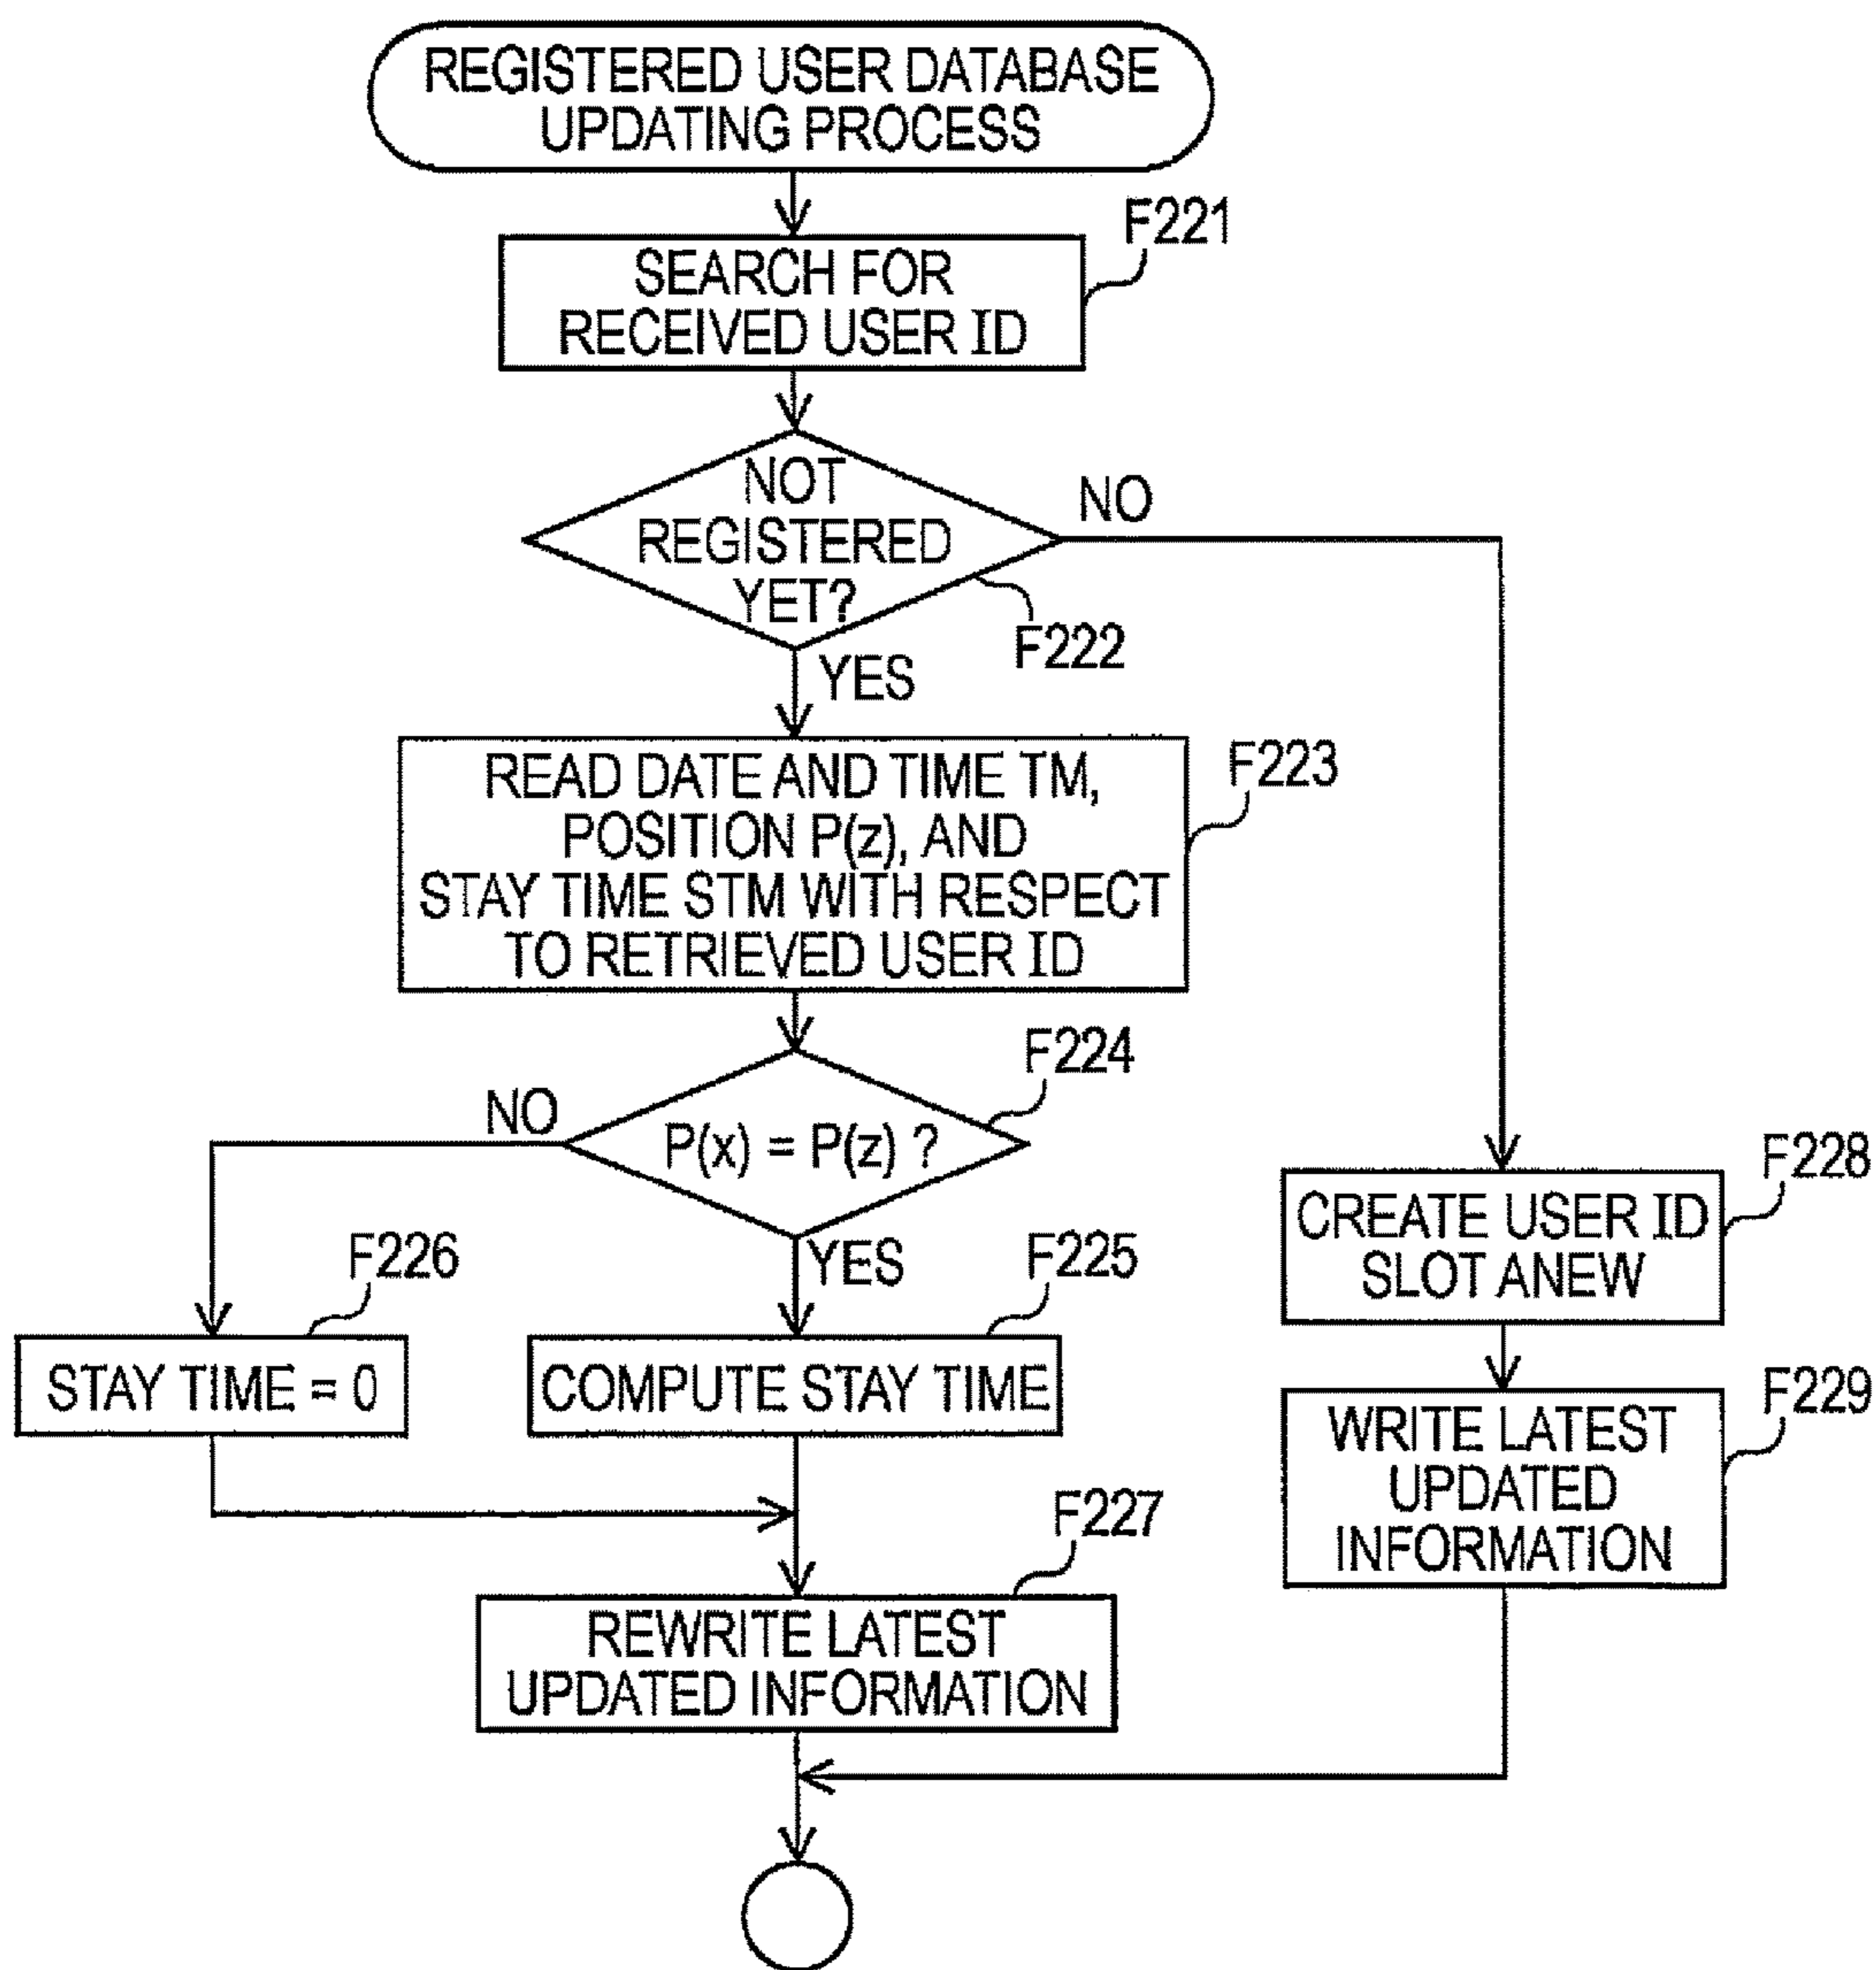 REGISTERED USER DATABASE
UPDATING PROCESS
F221
SEARCH FOR
RECEIVED USER ID
NOT
REGISTERED
YET?
NO
F222
YES
READ DATE AND TIME TM,
POSITION P(z), AND
STAY TIME STM WITH RESPECT
TO RETRIEVED USER ID
F223
F224
NO
P(x) = P(z) ?
YES
F226
STAY TIME = 0
F225
COMPUTE STAY TIME
F228
CREATE USER ID
SLOT ANEW
F229
WRITE LATEST
UPDATED
INFORMATION
F227
REWRITE LATEST
UPDATED INFORMATION